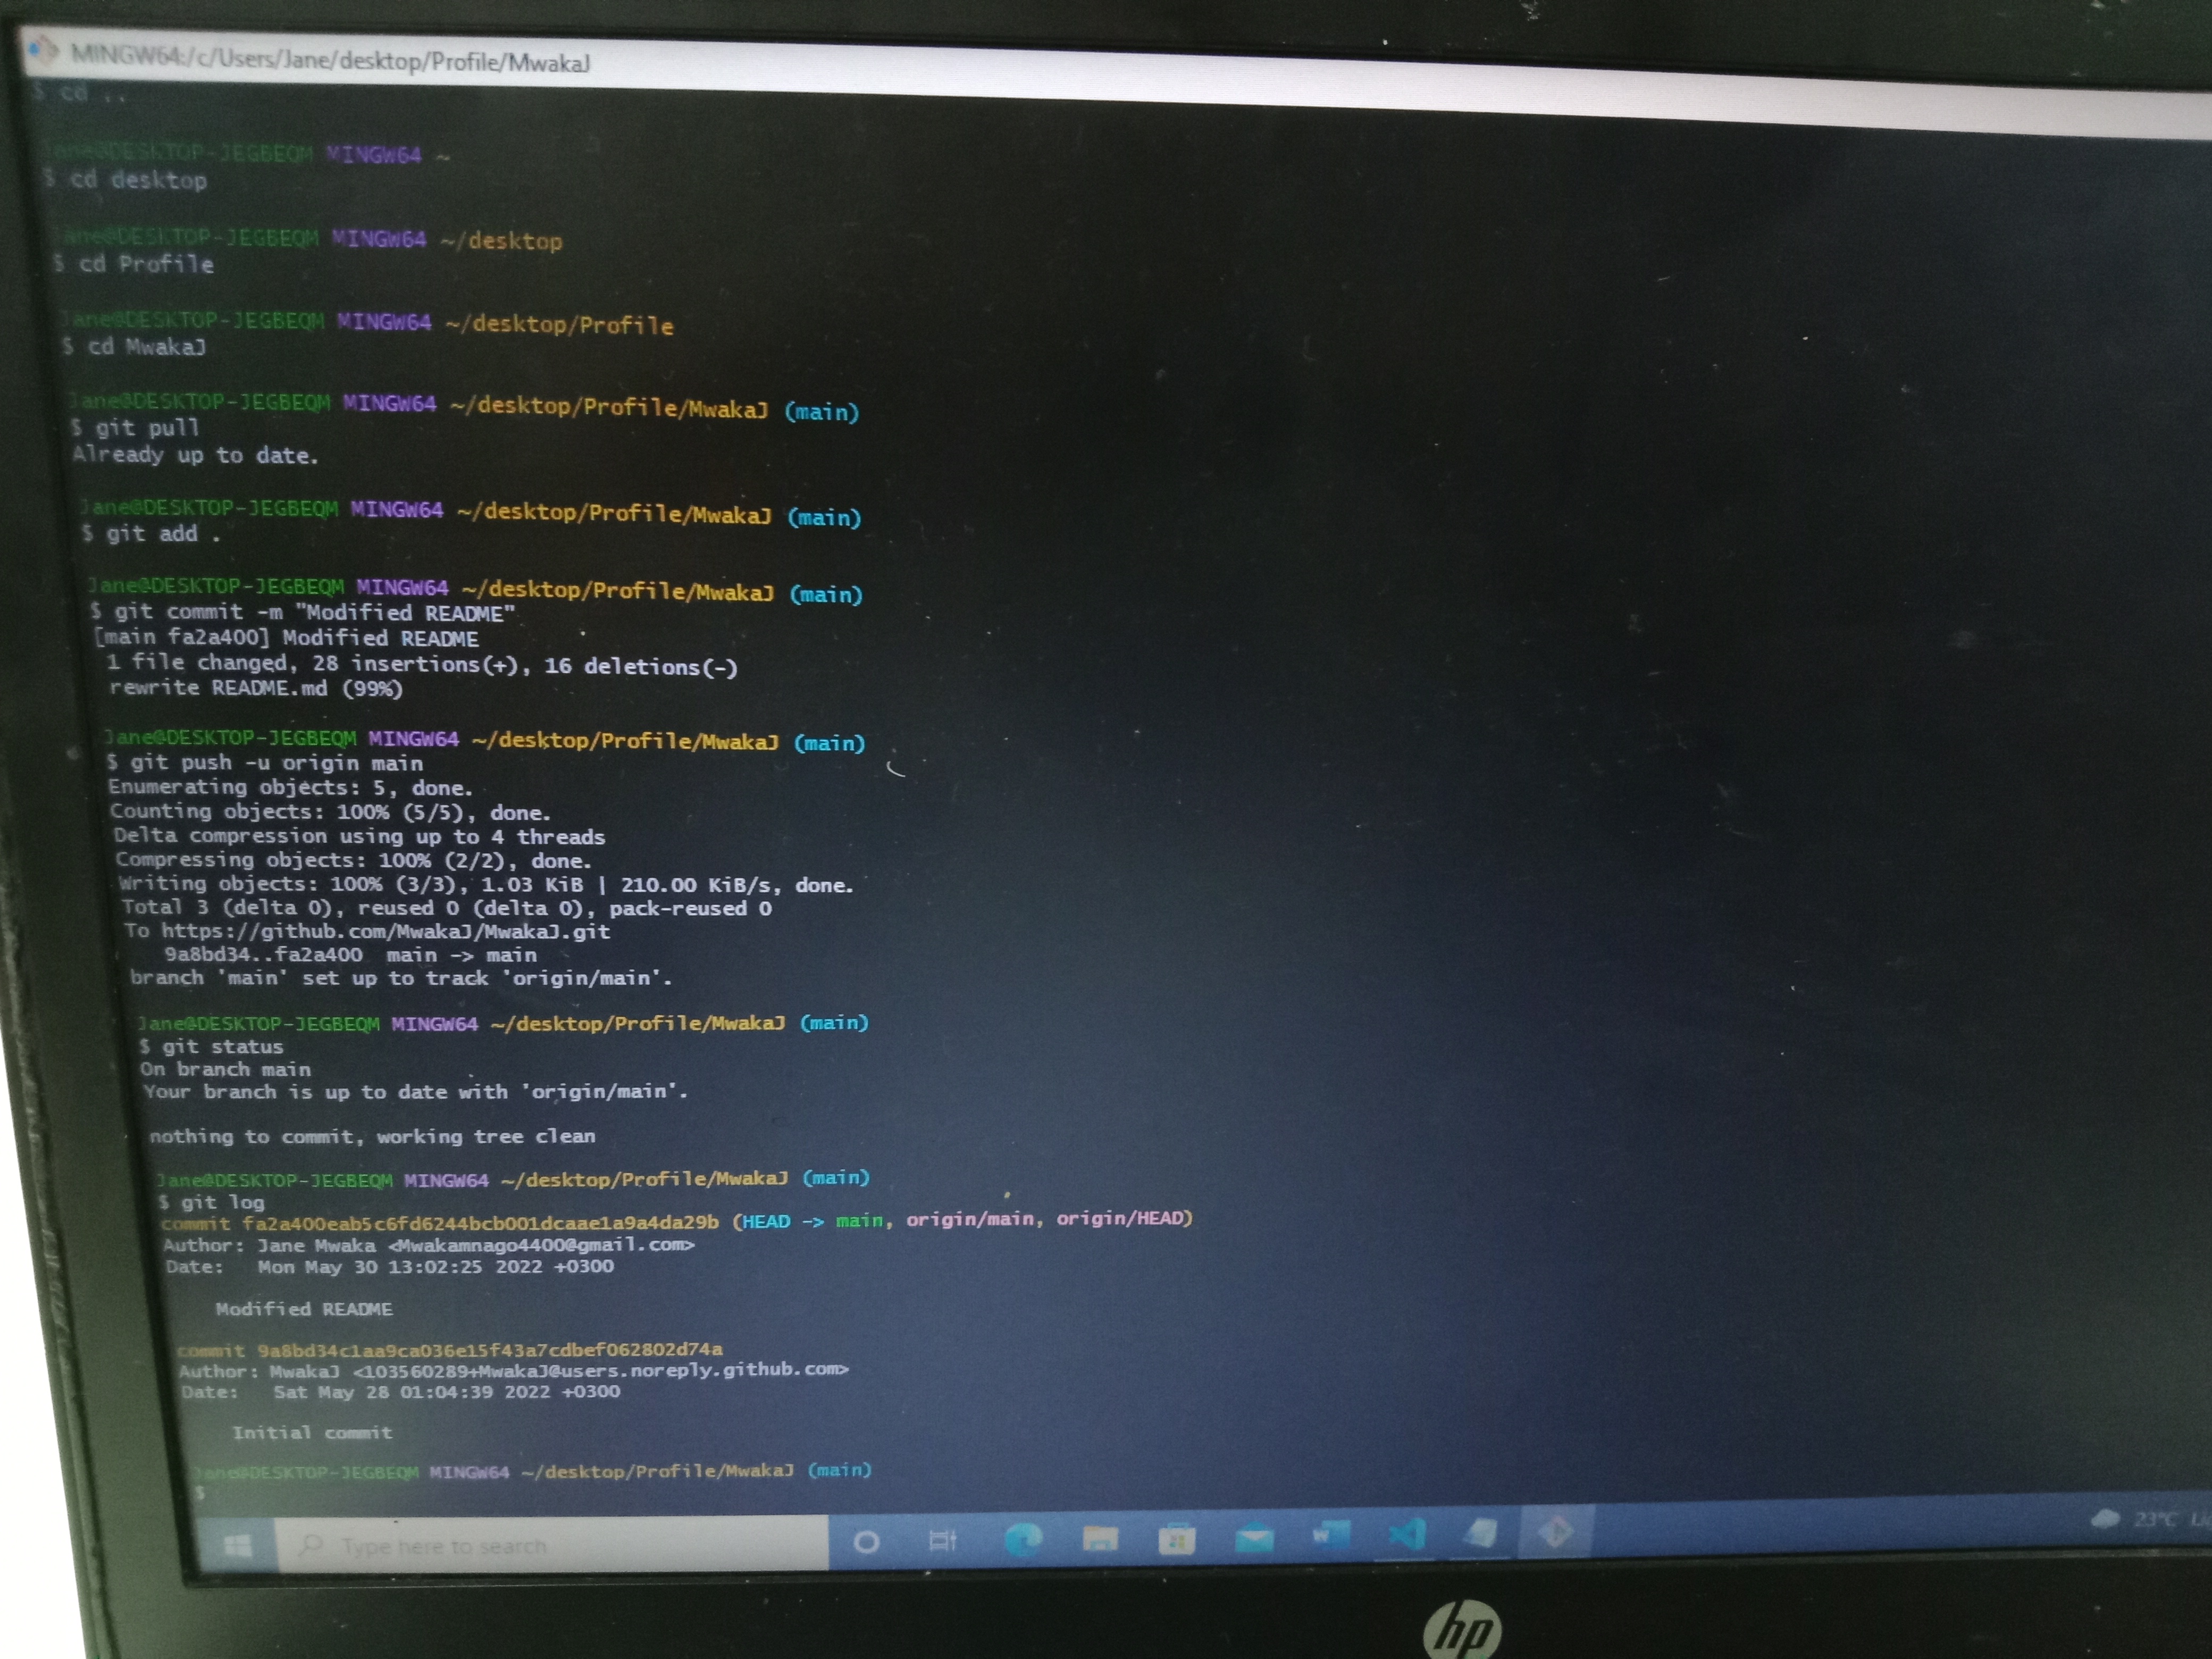 MINGW64:/c/Users/Jane/desktop/Profile/MwakaJ
$ cd ..
Jane@DESKTOP-JEGBEQM MINGW64 ~
$ cd desktop
Jane@DESKTOP-JEGBEQM MINGW64 ~/desktop
$ cd Profile
Jane@DESKTOP-JEGBEQM MINGW64 ~/desktop/Profile
$ cd MwakaJ
Jane@DESKTOP-JEGBEQM MINGW64 ~/desktop/Profile/MwakaJ (main)
$ git pull
Already up to date.
Jane@DESKTOP-JEGBEQM MINGW64 ~/desktop/Profile/MwakaJ (main)
$ git add .
Jane@DESKTOP-JEGBEQM MINGW64 ~/desktop/Profile/MwakaJ (main)
$ git commit -m "Modified README"
[main fa2a400] Modified README
1 file changed, 28 insertions(+), 16 deletions(-)
rewrite README.md (99%)
Jane@DESKTOP-JEGBEQM MINGW64 ~/desktop/Profile/MwakaJ (main)
$ git push -u origin main
Enumerating objects: 5, done.
Counting objects: 100% (5/5), done.
Delta compression using up to 4 threads
Compressing objects: 100% (2/2), done.
Writing objects: 100% (3/3), 1.03 KiB | 210.00 KiB/s, done.
Total 3 (delta 0), reused 0 (delta 0), pack-reused 0
To https://github.com/MwakaJ/MwakaJ.git
9a8bd34..fa2a400 main -> main
branch 'main' set up to track 'origin/main'.
Jane@DESKTOP-JEGBEQM MINGW64 ~/desktop/Profile/MwakaJ (main)
$ git status
On branch main
Your branch is up to date with 'origin/main'.
nothing to commit, working tree clean
Jane@DESKTOP-JEGBEQM MINGW64 ~/desktop/Profile/MwakaJ (main)
$ git log
commit fa2a400eab5c6fd6244bcb001dcaae1a9a4da29b (HEAD -> main, origin/main, origin/HEAD)
Author: Jane Mwaka <Mwakamnago4400@gmail.com>
Date: Mon May 30 13:02:25 2022 +0300
Modified README
commit 9a8bd34c1aa9ca036e15f43a7cdbef062802d74a
Author: MwakaJ <103560289+MwakaJ@users.noreply.github.com>
Date: Sat May 28 01:04:39 2022 +0300
Initial commit
Jane@DESKTOP-JEGBEQM MINGW64 ~/desktop/Profile/MwakaJ (main)
$
Type here to search
23°C
hp